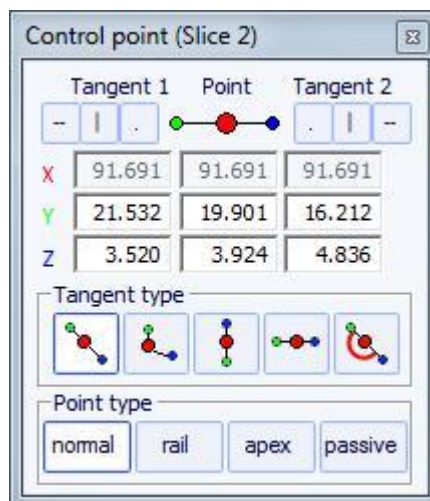 Control point (Slice 2)
Tangent 1 Point Tangent 2
-- | . . | --
X 91.691 91.691 91.691
Y 21.532 19.901 16.212
Z 3.520 3.924 4.836
Tangent type
Point type
normal rail apex passive